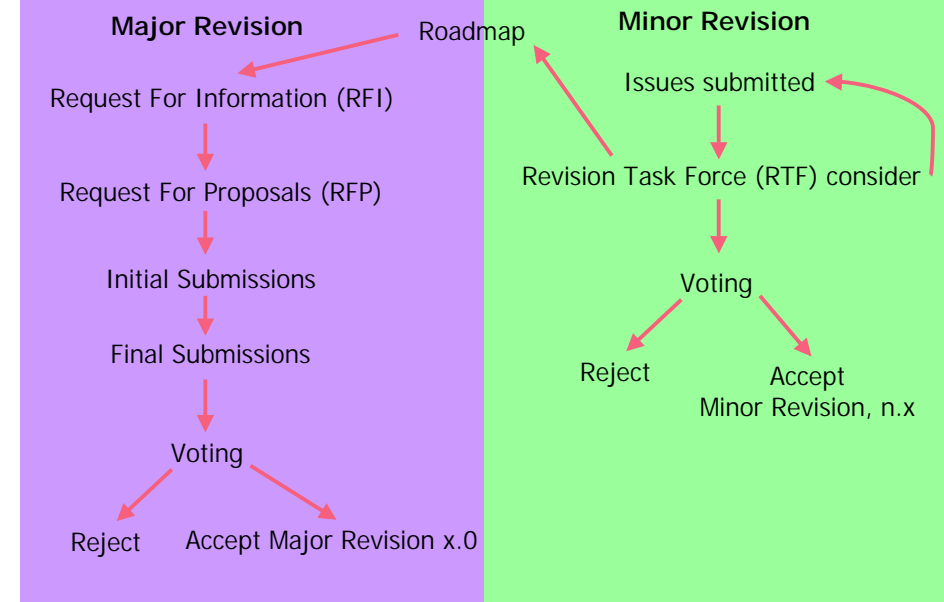 Major Revision
Roadmap
Request For Information (RFI)
Request For Proposals (RFP)
Initial Submissions
Final Submissions
Voting
Reject
Accept Major Revision x.0
Minor Revision
Issues submitted
Revision Task Force (RTF) consider
Voting
Reject
Accept
Minor Revision, n.x